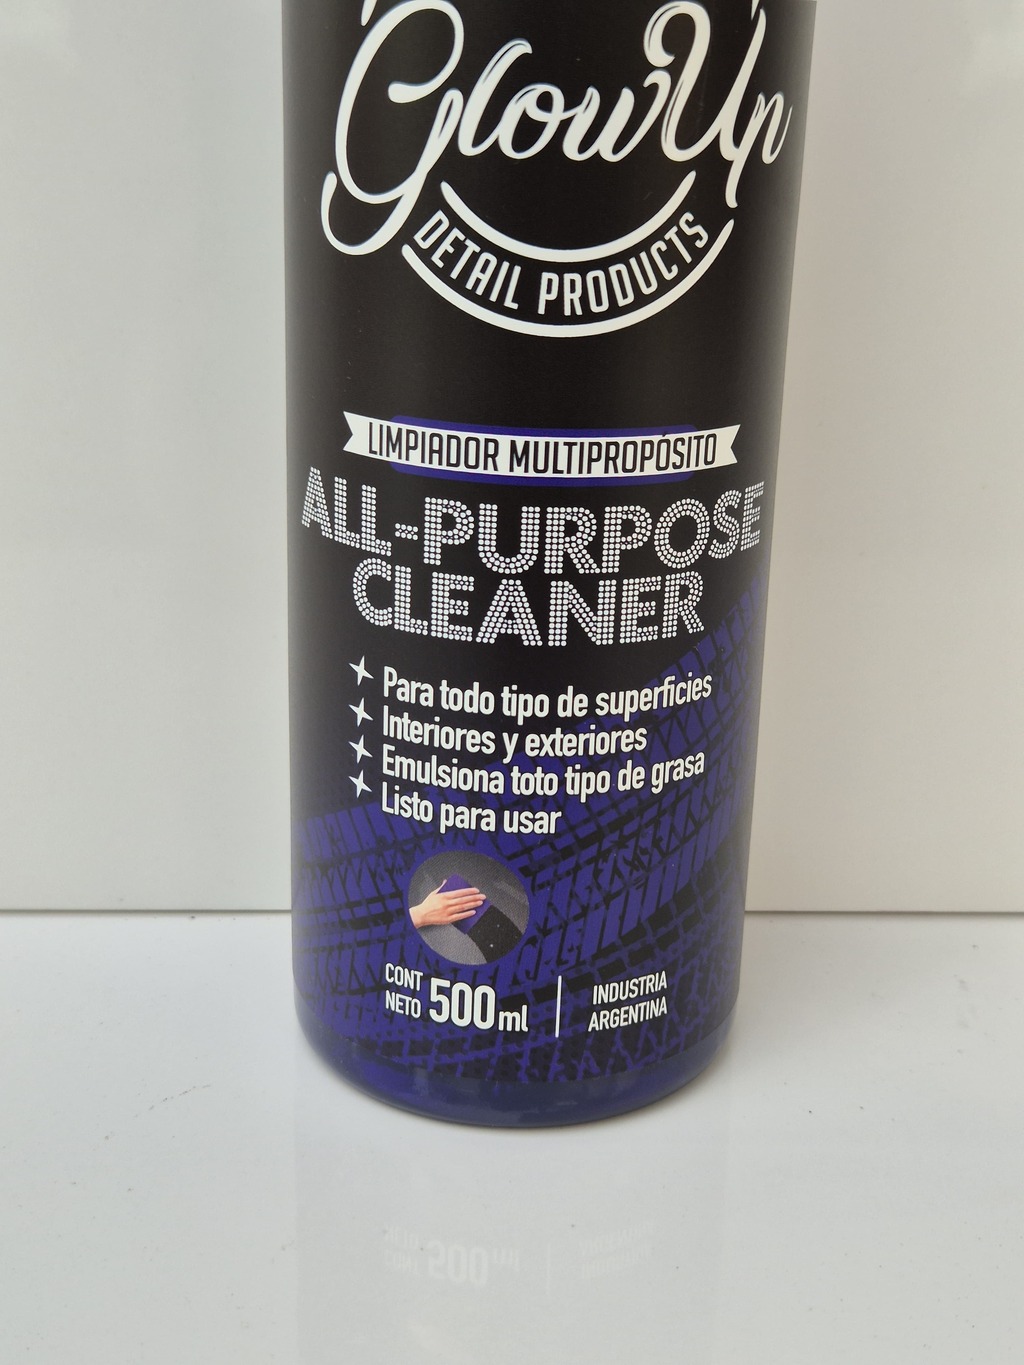 GlowUp
DETAIL PRODUCTS
LIMPIADOR MULTIPROPÓSITO
ALL-PURPOSE
CLEANER
Para todo tipo de superficies
Interiores y exteriores
Emulsiona toto tipo de grasa
Listo para usar
CONT
NETO 500ml
INDUSTRIA
ARGENTINA